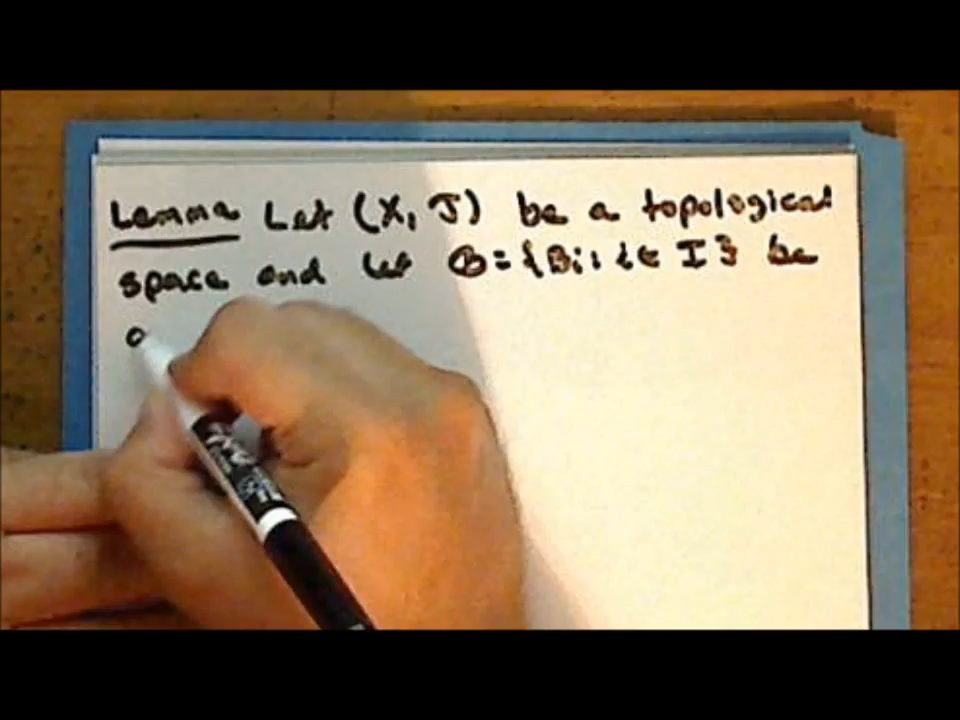 Lemma Let (X, J) be a topological
space and let B = {Bi : i ∈ I} be
a